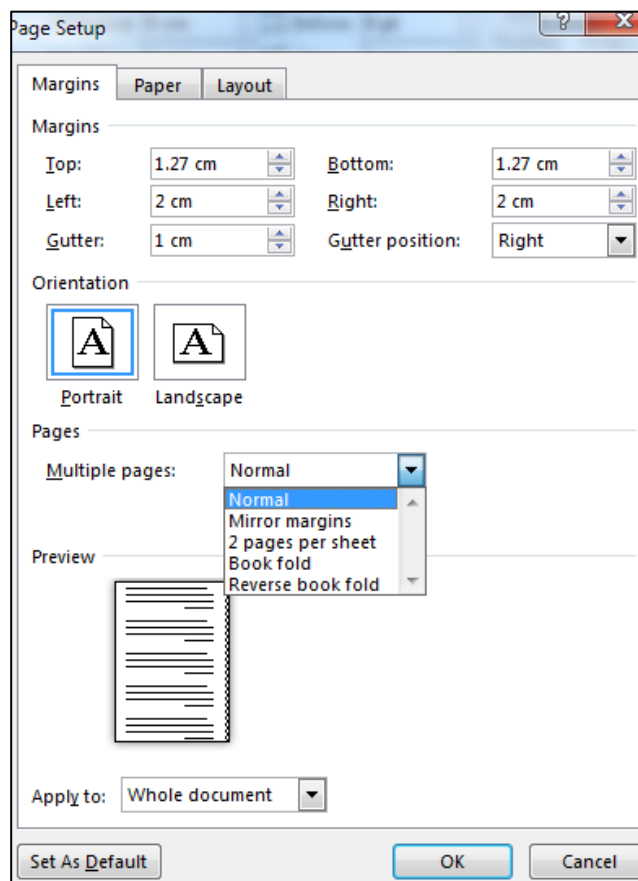 Page Setup
Margins Paper Layout
Margins
Top: 1.27 cm Bottom: 1.27 cm
Left: 2 cm Right: 2 cm
Gutter: 1 cm Gutter position: Right
Orientation
A A
Portrait Landscape
Pages
Multiple pages: Normal
Normal
Mirror margins
2 pages per sheet
Book fold
Reverse book fold
Preview
Apply to: Whole document
Set As Default OK Cancel